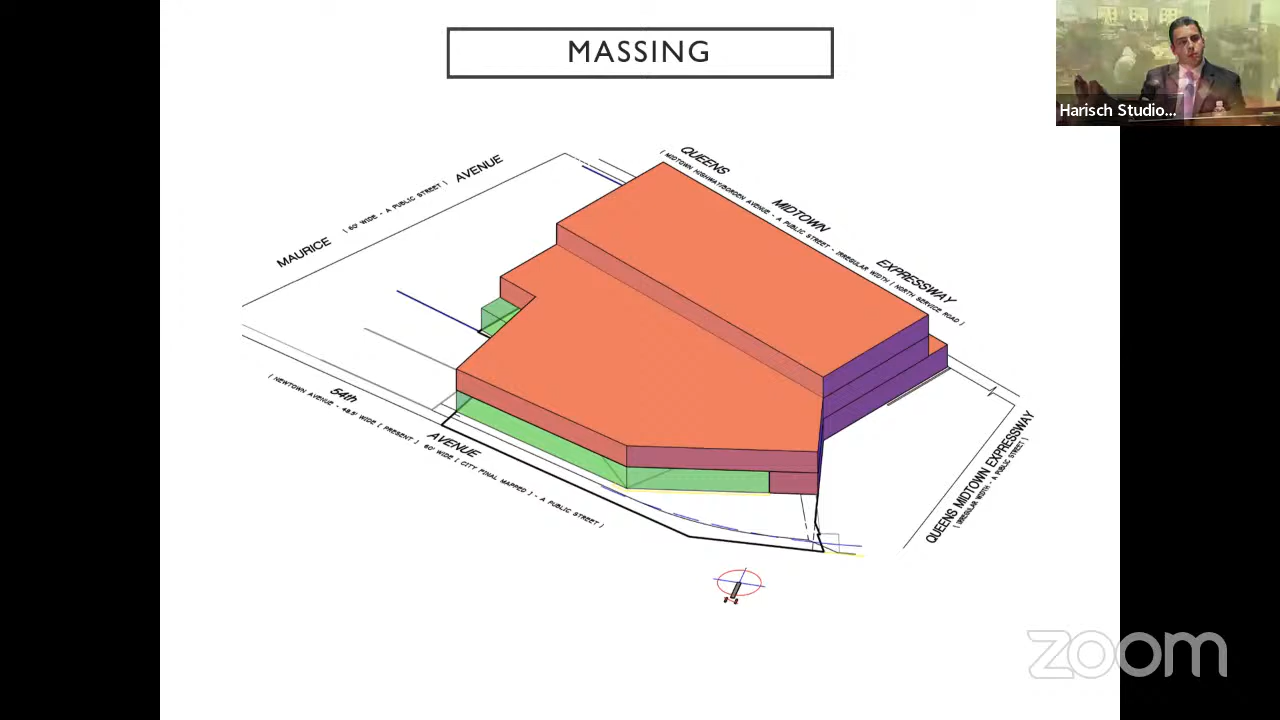 MASSING
Harisch Studio...
QUEENS MIDTOWN EXPRESSWAY
( MIDTOWN HIGHWAY/BORDEN AVENUE - A PUBLIC STREET - IRREGULAR WIDTH ( NORTH SERVICE ROAD )
MAURICE ( 60' WIDE - A PUBLIC STREET ) AVENUE
54th AVENUE
( NEWTOWN AVENUE - 48.5' WIDE ( PRESENT ) 60' WIDE ( CITY FINAL MAPPED ) - A PUBLIC STREET )
QUEENS MIDTOWN EXPRESSWAY
( IRREGULAR WIDTH - A PUBLIC STREET )
zoom